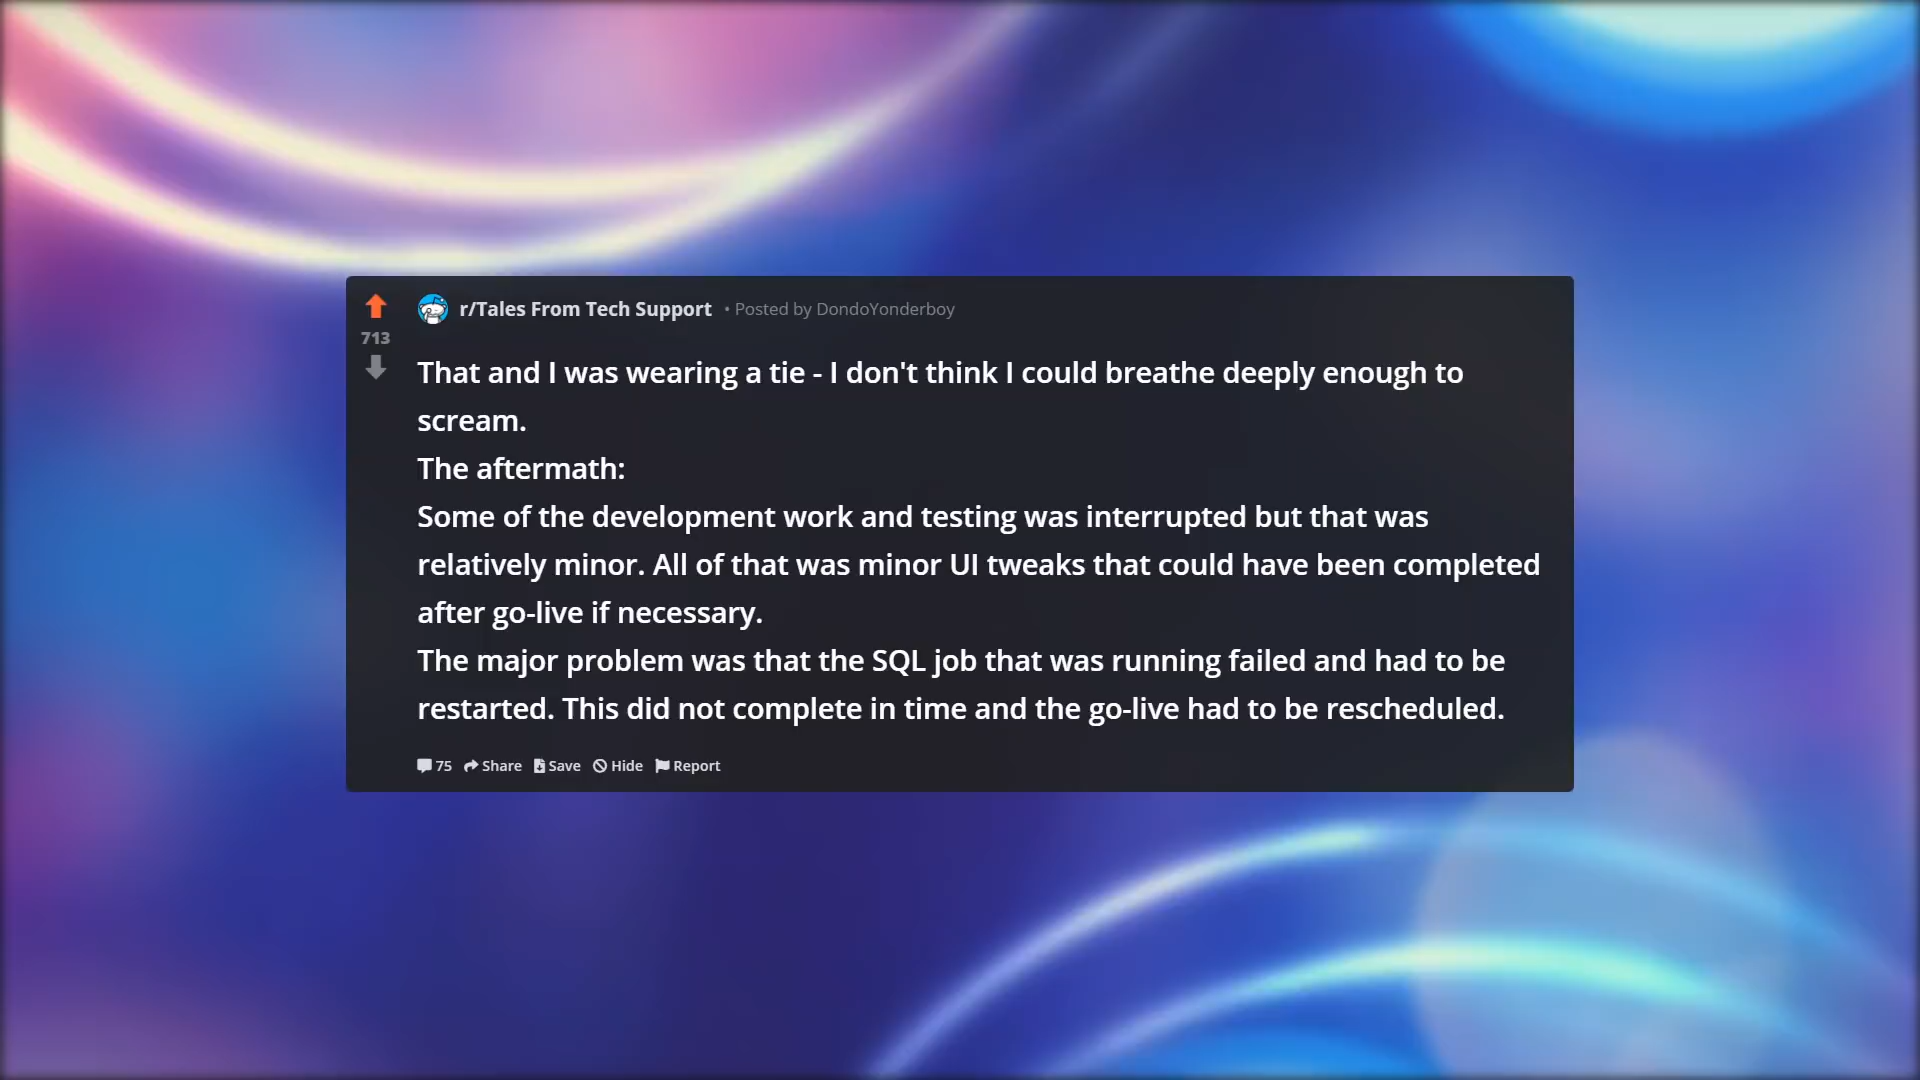 r/Tales From Tech Support • Posted by DondoYonderboy
713
That and I was wearing a tie - I don't think I could breathe deeply enough to
scream.
The aftermath:
Some of the development work and testing was interrupted but that was
relatively minor. All of that was minor UI tweaks that could have been completed
after go-live if necessary.
The major problem was that the SQL job that was running failed and had to be
restarted. This did not complete in time and the go-live had to be rescheduled.
75 Share Save Hide Report